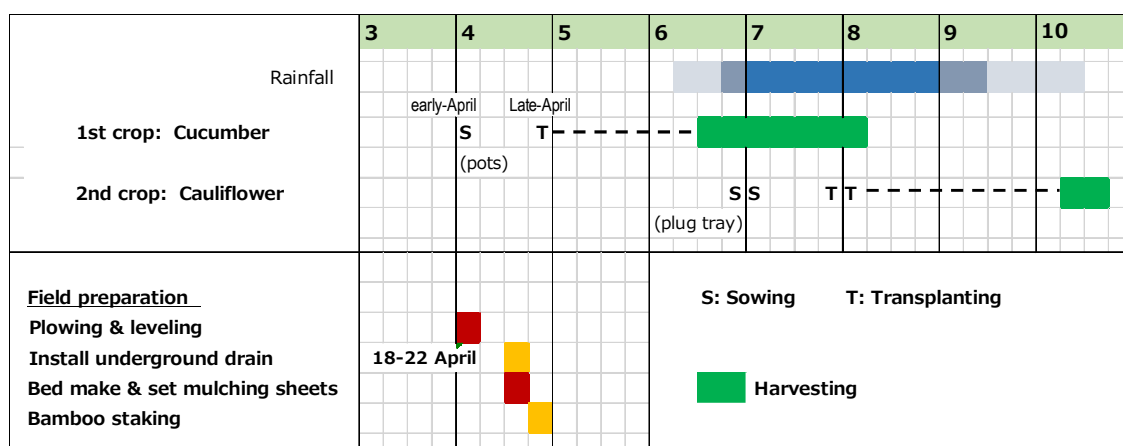 3 4 5 6 7 8 9 10
Rainfall
early-April Late-April
1st crop: Cucumber S T
(pots)
2nd crop: Cauliflower S S T T
(plug tray)
Field preparation S: Sowing T: Transplanting
Plowing & leveling
Install underground drain 18-22 April
Bed make & set mulching sheets Harvesting
Bamboo staking